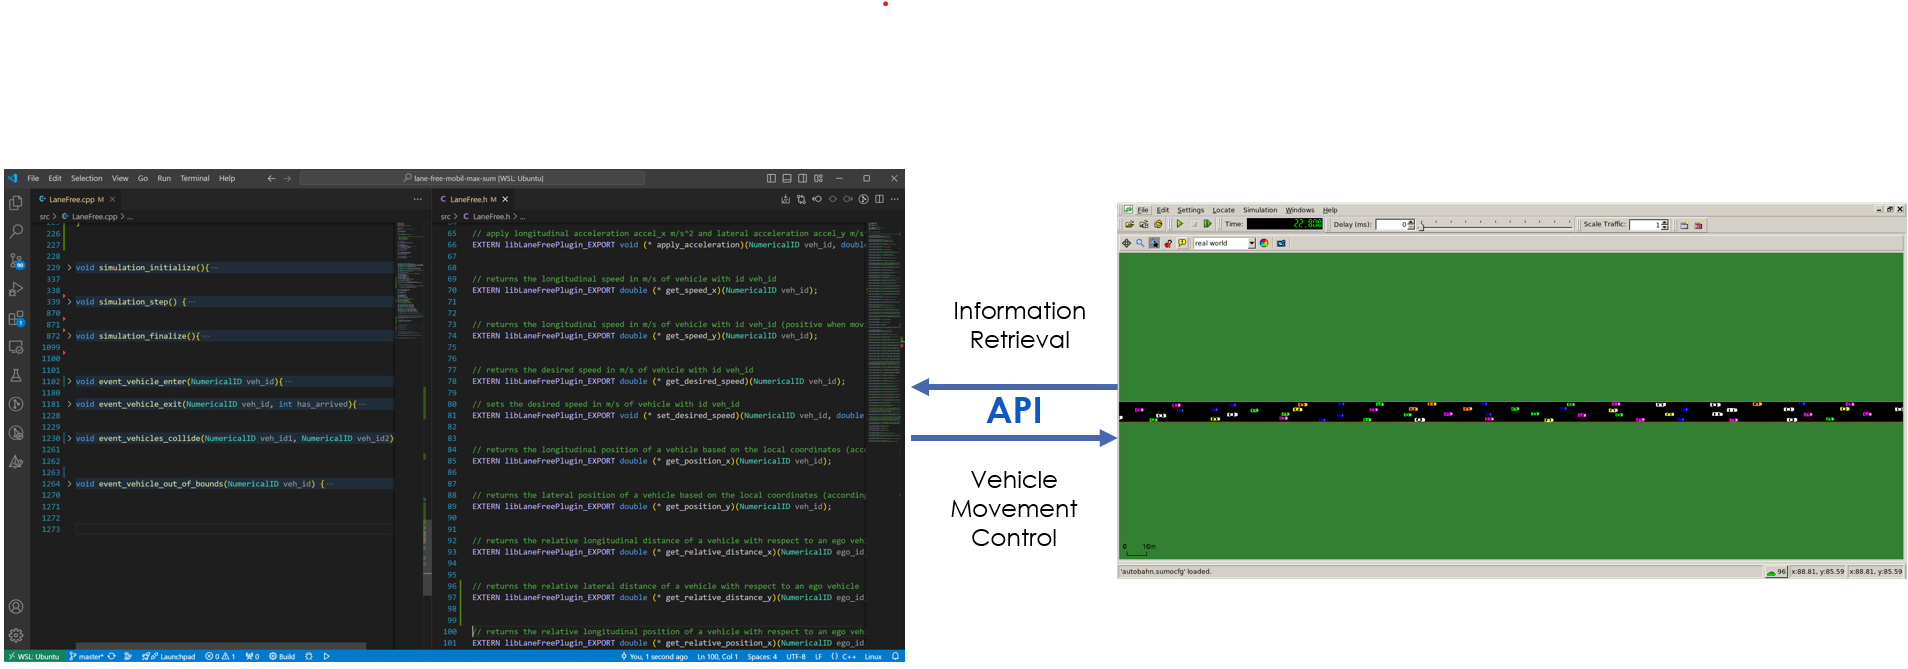 File Edit Selection View Go Run Terminal Help
lane-free-mobil-max-sum [WSL: Ubuntu]
LaneFree.cpp M
src > LaneFree.cpp > ...
226
227
228
229 > void simulation_initialize(){ ...
337
338
339 > void simulation_step() { ...
870
871
872 > void simulation_finalize(){ ...
1099
1100
1101
1102 > void event_vehicle_enter(NumericalID veh_id){ ...
1180
1181 > void event_vehicle_exit(NumericalID veh_id, int has_arrived){ ...
1228
1229
1230 > void event_vehicles_collide(NumericalID veh_id1, NumericalID veh_id2)
1261
1262
1263
1264 > void event_vehicle_out_of_bounds(NumericalID veh_id) { ...
1270
1271
1272
1273
LaneFree.h M
src > LaneFree.h > ...
65 // apply longitudinal acceleration accel_x m/s^2 and lateral acceleration accel_y m/s
66 EXTERN libLaneFreePlugin_EXPORT void (* apply_acceleration)(NumericalID veh_id, doubl
67
68
69 // returns the longitudinal speed in m/s of vehicle with id veh_id
70 EXTERN libLaneFreePlugin_EXPORT double (* get_speed_x)(NumericalID veh_id);
71
72
73 // returns the longitudinal speed in m/s of vehicle with id veh_id (positive when mov
74 EXTERN libLaneFreePlugin_EXPORT double (* get_speed_y)(NumericalID veh_id);
75
76
77 // returns the desired speed in m/s of vehicle with id veh_id
78 EXTERN libLaneFreePlugin_EXPORT double (* get_desired_speed)(NumericalID veh_id);
79
80 // sets the desired speed in m/s of vehicle with id veh_id
81 EXTERN libLaneFreePlugin_EXPORT void (* set_desired_speed)(NumericalID veh_id, double
82
83
84 // returns the longitudinal position of a vehicle based on the local coordinates (acc
85 EXTERN libLaneFreePlugin_EXPORT double (* get_position_x)(NumericalID veh_id);
86
87
88 // returns the lateral position of a vehicle based on the local coordinates (accordin
89 EXTERN libLaneFreePlugin_EXPORT double (* get_position_y)(NumericalID veh_id);
90
91
92 // returns the relative longitudinal distance of a vehicle with respect to an ego veh
93 EXTERN libLaneFreePlugin_EXPORT double (* get_relative_distance_x)(NumericalID ego_id
94
95
96 // returns the relative lateral distance of a vehicle with respect to an ego vehicle
97 EXTERN libLaneFreePlugin_EXPORT double (* get_relative_distance_y)(NumericalID ego_id
98
99
100 // returns the relative longitudinal position of a vehicle with respect to an ego veh
101 EXTERN libLaneFreePlugin_EXPORT double (* get_relative_position_x)(NumericalID ego_id
WSL: Ubuntu master* Launchpad 0 1 0 Build You, 1 second ago Ln 100, Col 1 Spaces: 4 UTF-8 LF {} C++ Linux
Information
Retrieval
API
Vehicle
Movement
Control
File Edit Settings Locate Simulation Windows Help
Time: 22.800 Delay (ms): 0 Scale Traffic: 1
real world
0 10m
'autobahn.sumocfg' loaded. 96 x:88.81, y:85.59 x:88.81, y:85.59